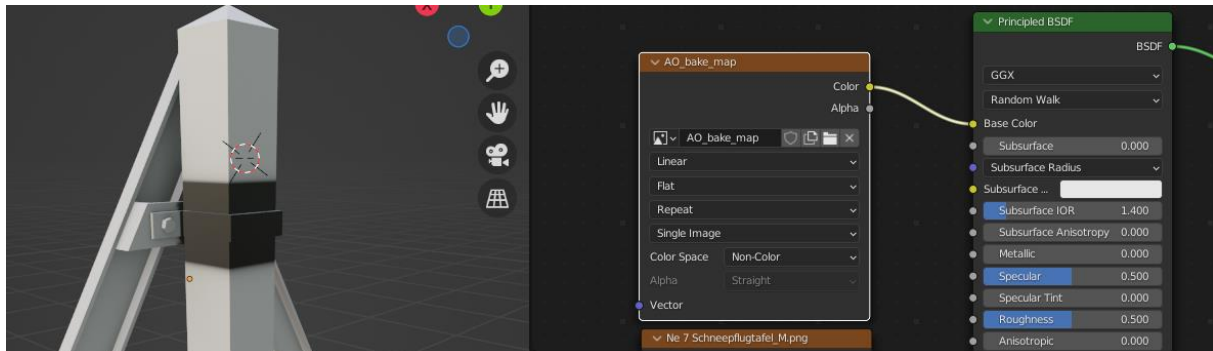 X
Y
AO_bake_map
Color
Alpha
AO_bake_map
Linear
Flat
Repeat
Single Image
Color Space Non-Color
Alpha Straight
Vector
Ne 7 Schneepflugtafel_M.png
Principled BSDF
BSDF
GGX
Random Walk
Base Color
Subsurface 0.000
Subsurface Radius
Subsurface ...
Subsurface IOR 1.400
Subsurface Anisotropy 0.000
Metallic 0.000
Specular 0.500
Specular Tint 0.000
Roughness 0.500
Anisotropic 0.000